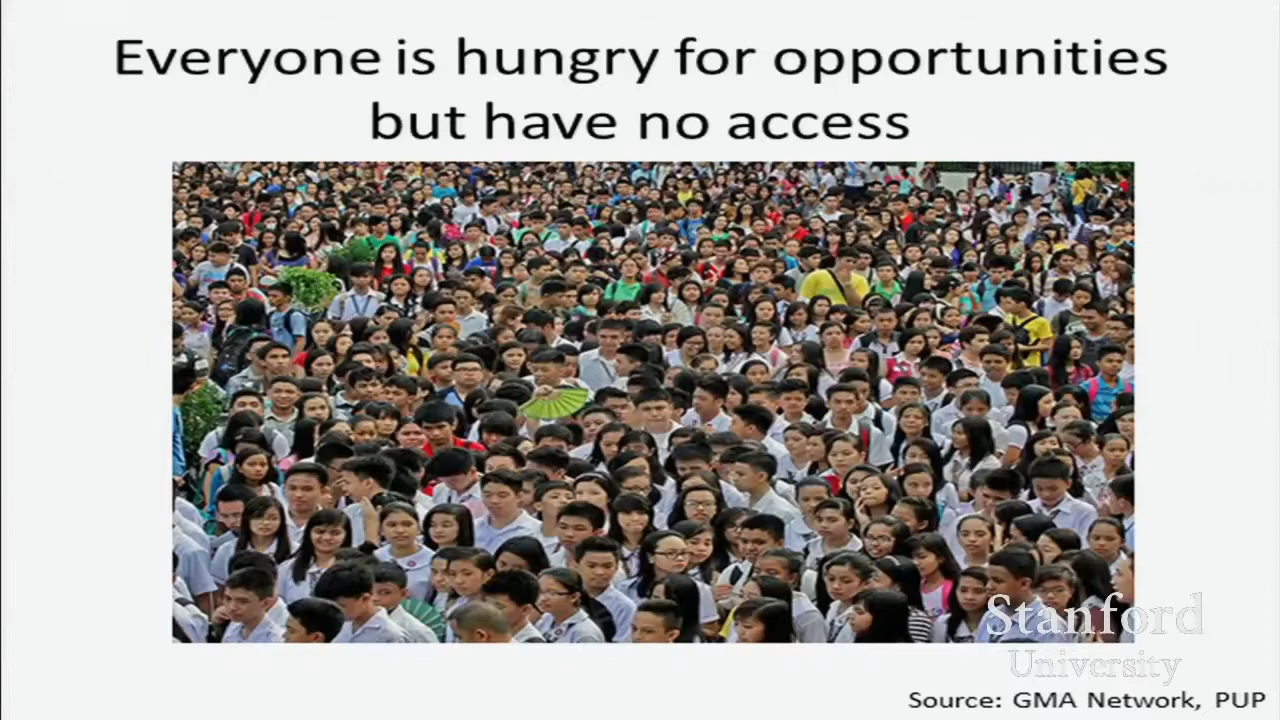 Everyone is hungry for opportunities
but have no access
Stanford
University
Source: GMA Network, PUP